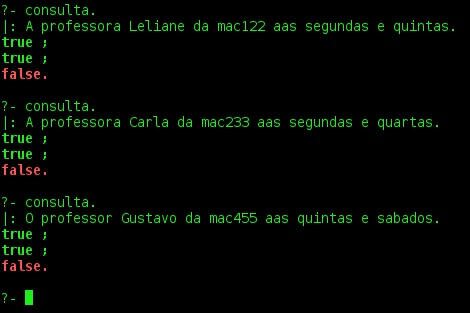 ?- consulta.
|: A professora Leliane da mac122 aas segundas e quintas.
true ;
true ;
false.
?- consulta.
|: A professora Carla da mac233 aas segundas e quartas.
true ;
true ;
false.
?- consulta.
|: O professor Gustavo da mac455 aas quintas e sabados.
true ;
true ;
false.
?-